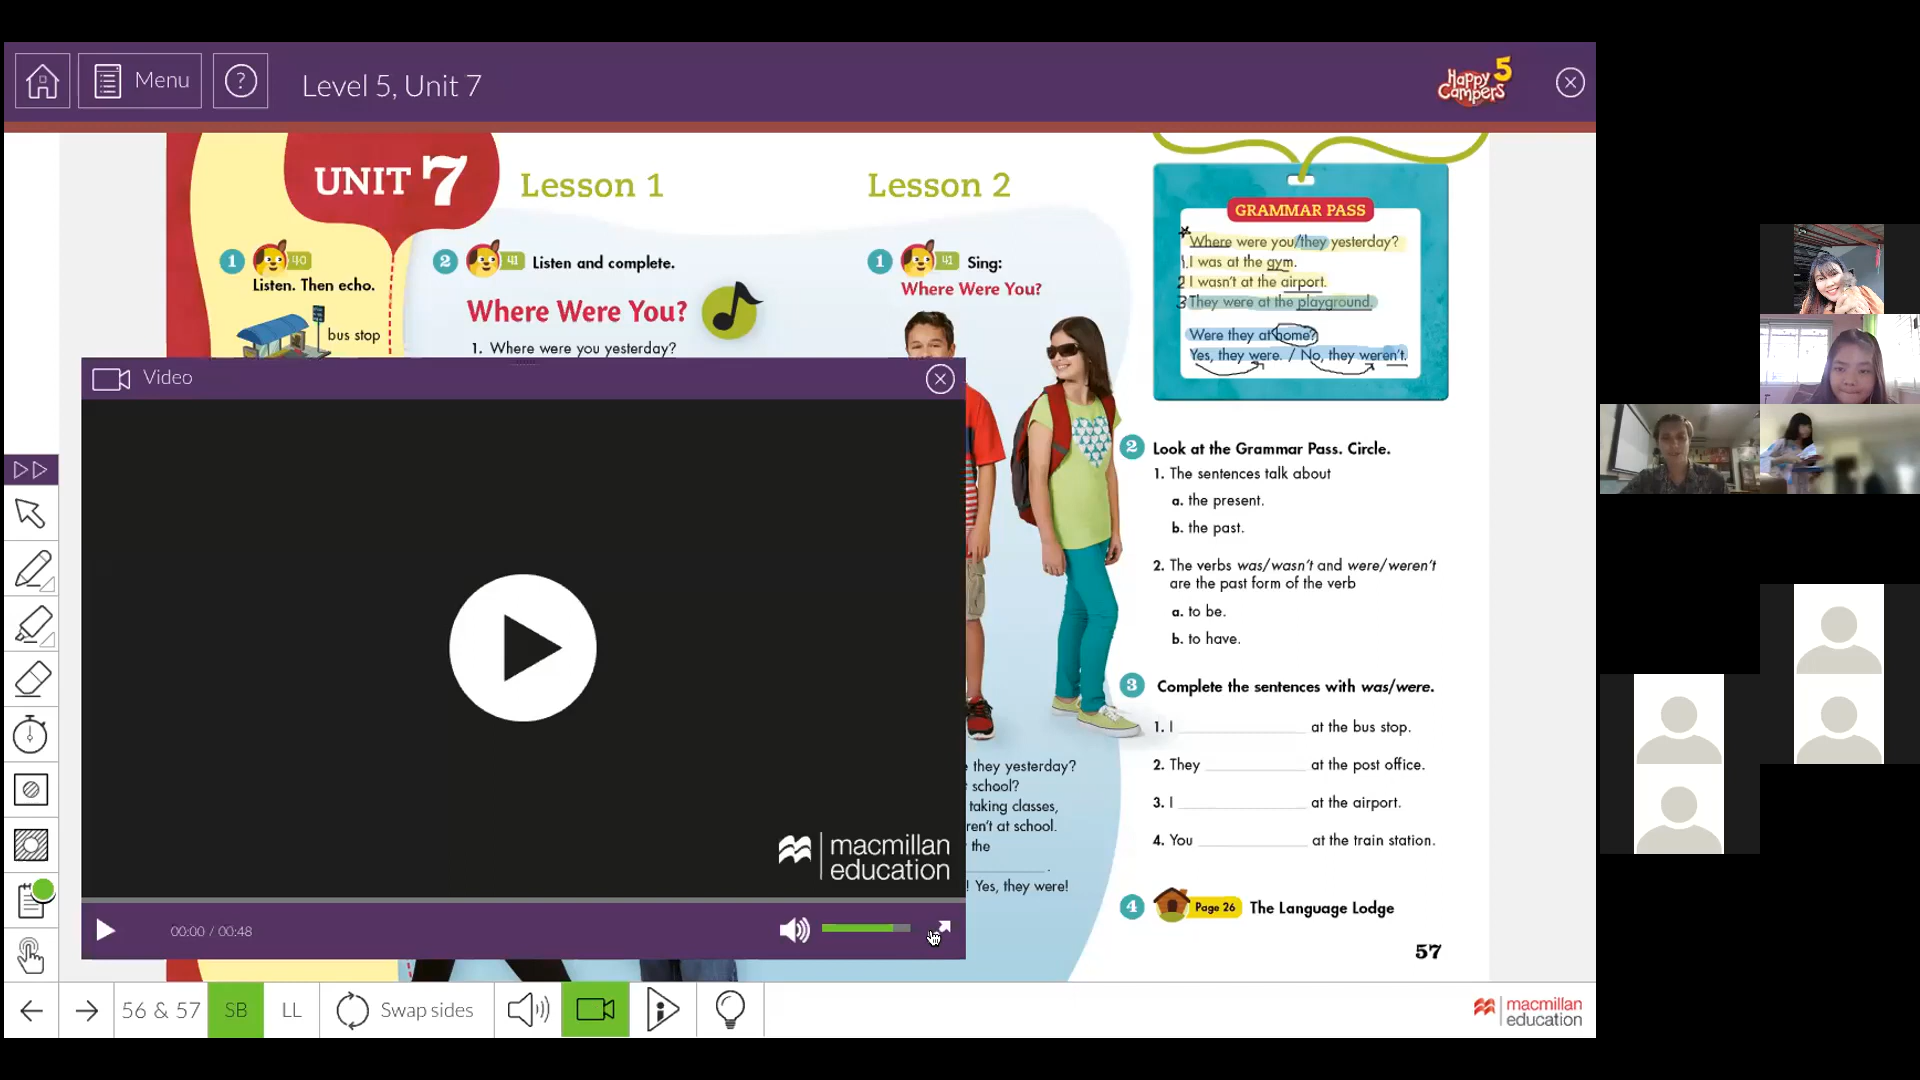 Menu
?
Level 5, Unit 7
Happy Campers 5
UNIT 7
Lesson 1
Lesson 2
1 40
Listen. Then echo.
bus stop
2 41 Listen and complete.
Where Were You?
1. Where were you yesterday?
1 41 Sing:
Where Were You?
GRAMMAR PASS
Where were you/they yesterday?
1. I was at the gym.
2 I wasn't at the airport.
3 They were at the playground.
Were they at home?
Yes, they were. / No, they weren't.
Video
macmillan
education
00:00 / 00:48
they yesterday?
school?
taking classes,
ren't at school.
the
.
! Yes, they were!
2 Look at the Grammar Pass. Circle.
1. The sentences talk about
a. the present.
b. the past.
2. The verbs was/wasn't and were/weren't
are the past form of the verb
a. to be.
b. to have.
3 Complete the sentences with was/were.
1. I ____ at the bus stop.
2. They ____ at the post office.
3. I ____ at the airport.
4. You ____ at the train station.
4 Page 26 The Language Lodge
57
56 & 57
SB
LL
Swap sides
macmillan
education